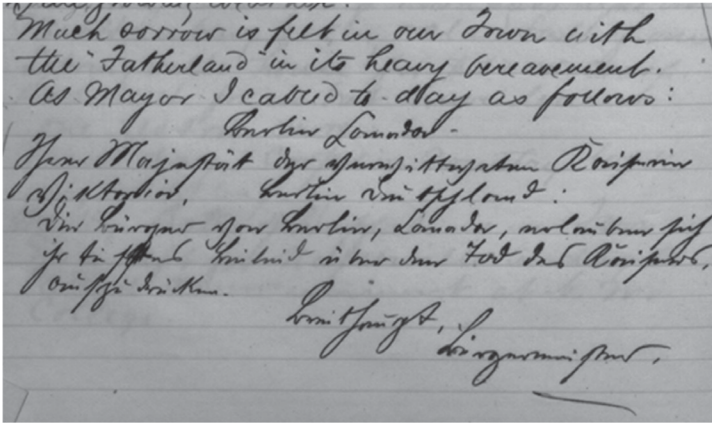 Much sorrow is felt in our Town with
the "Fatherland" in its heavy bereavement.
As Mayor I cabled to-day as follows:
Berlin Canada-
Ihrer Majestät der verwittweten Kaiserin
Viktoria, Berlin Deutschland:
Die Bürger von Berlin, Canada, erlauben sich
ihr tiefstes Beileid über den Tod des Kaisers,
auszudrücken.
Breithaupt,
Bürgermeister.